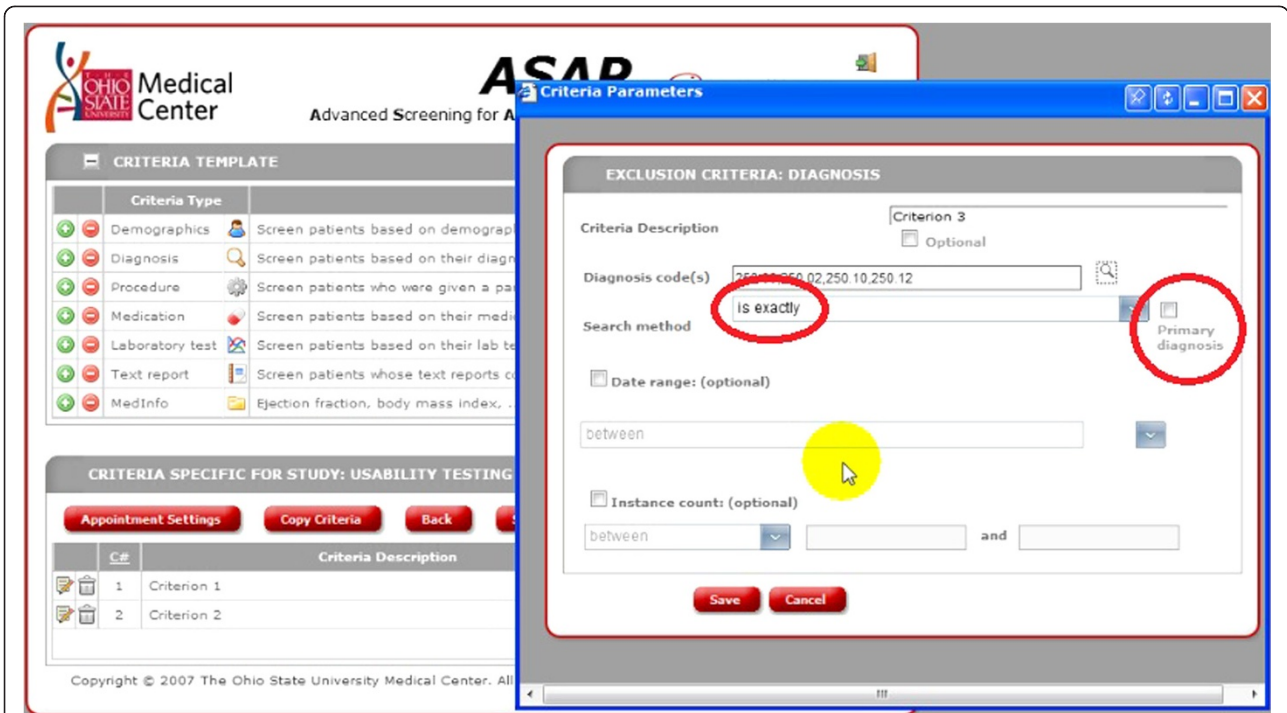 THE
OHIO
STATE
UNIVERSITY
Medical
Center
ASAP
Advanced Screening for A
CRITERIA TEMPLATE
Criteria Type
Demographics Screen patients based on demograp
Diagnosis Screen patients based on their diagn
Procedure Screen patients who were given a pa
Medication Screen patients based on their medi
Laboratory test Screen patients based on their lab te
Text report Screen patients whose text reports co
MedInfo Ejection fraction, body mass index, ..
CRITERIA SPECIFIC FOR STUDY: USABILITY TESTING
Appointment Settings Copy Criteria Back S
C# Criteria Description
1 Criterion 1
2 Criterion 2
Copyright © 2007 The Ohio State University Medical Center. All
Criteria Parameters
EXCLUSION CRITERIA: DIAGNOSIS
Criteria Description Criterion 3
Optional
Diagnosis code(s) 250.02,250.10,250.12
Search method is exactly
Primary
diagnosis
Date range: (optional)
between
Instance count: (optional)
between and
Save Cancel